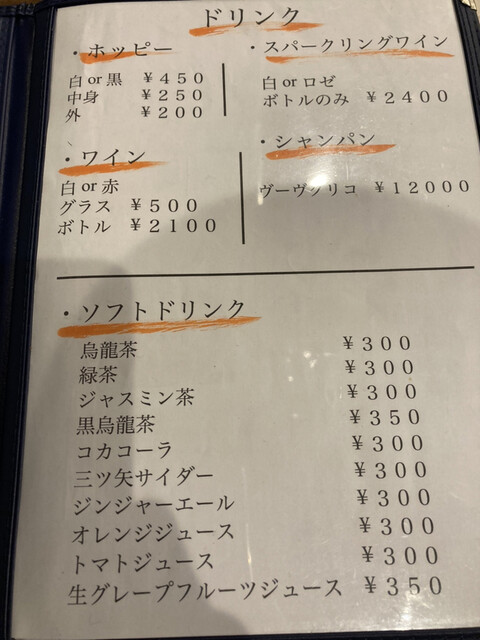 ドリンク
・ホッピー
白 or 黒 ¥450
中身 ¥250
外 ¥200
・スパークリングワイン
白 or ロゼ
ボトルのみ ¥2400
・ワイン
白 or 赤
グラス ¥500
ボトル ¥2100
・シャンパン
ヴーヴクリコ ¥12000
・ソフトドリンク
烏龍茶 ¥300
緑茶 ¥300
ジャスミン茶 ¥300
黒烏龍茶 ¥350
コカコーラ ¥300
三ツ矢サイダー ¥300
ジンジャーエール ¥300
オレンジジュース ¥300
トマトジュース ¥300
生グレープフルーツジュース ¥350